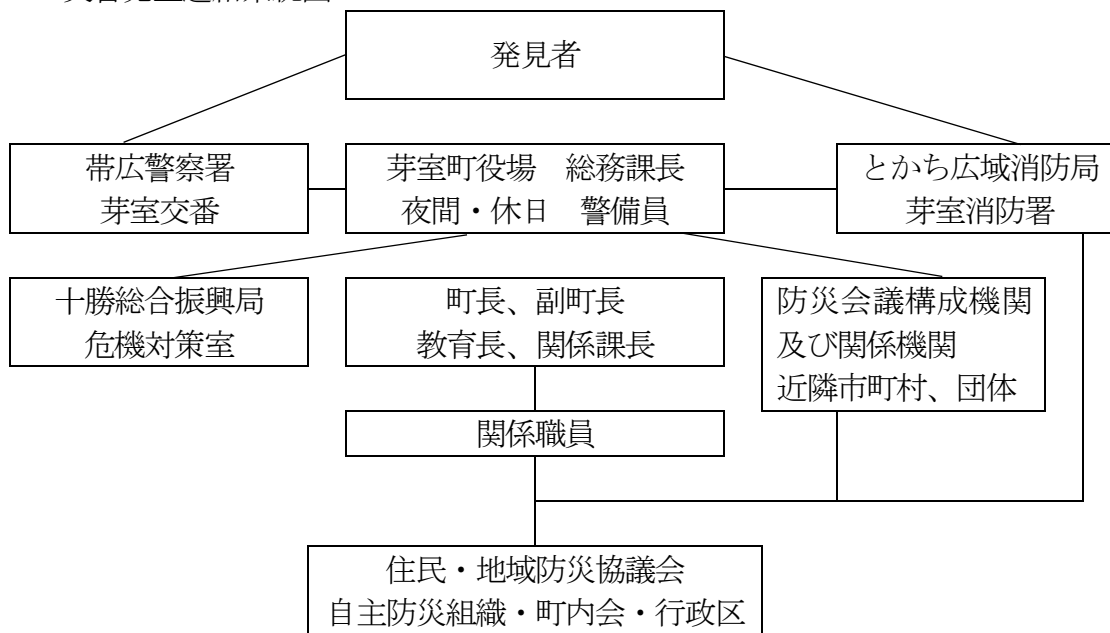 発見者
帯広警察署
芽室交番
芽室町役場　総務課長
夜間・休日　警備員
とかち広域消防局
芽室消防署
十勝総合振興局
危機対策室
町長、副町長
教育長、関係課長
防災会議構成機関
及び関係機関
近隣市町村、団体
関係職員
住民・地域防災協議会
自主防災組織・町内会・行政区